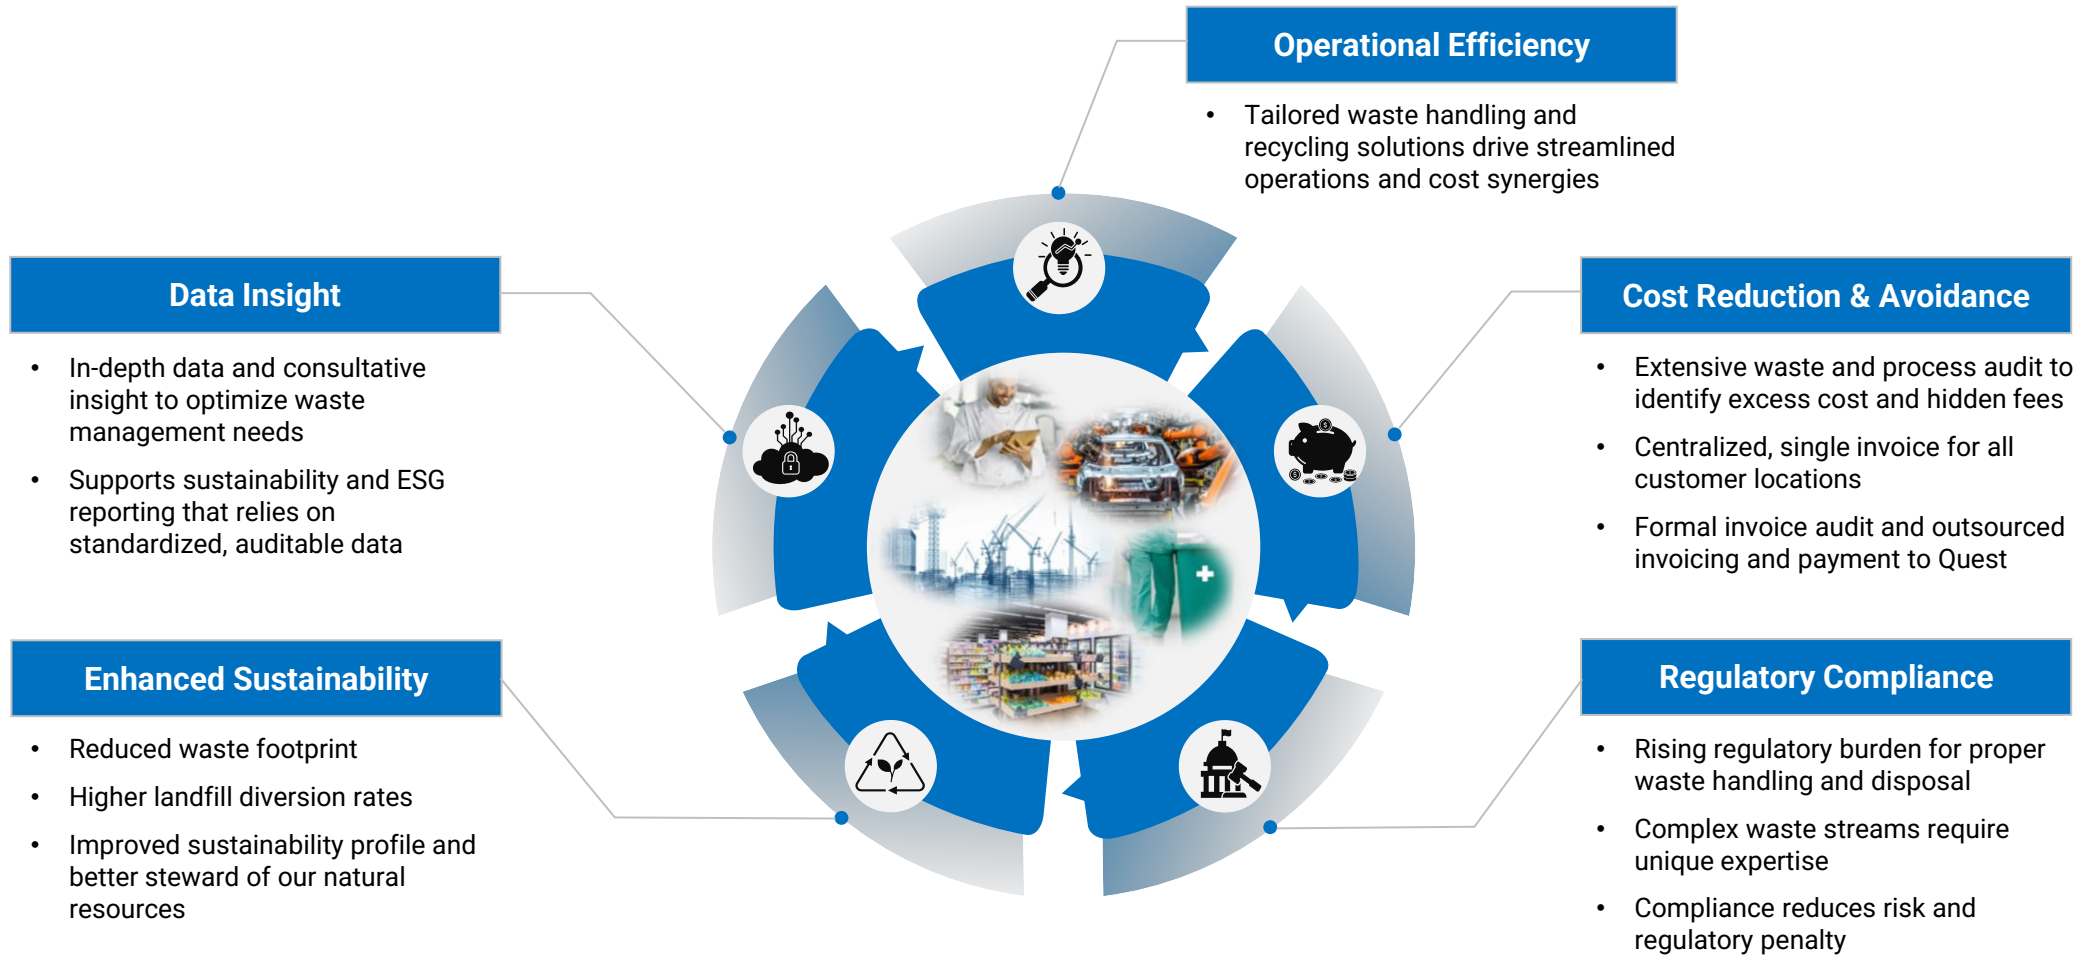 Operational Efficiency
• Tailored waste handling and
recycling solutions drive streamlined
operations and cost synergies
Data Insight
• In-depth data and consultative
insight to optimize waste
management needs
• Supports sustainability and ESG
reporting that relies on
standardized, auditable data
Cost Reduction & Avoidance
• Extensive waste and process audit to
identify excess cost and hidden fees
• Centralized, single invoice for all
customer locations
• Formal invoice audit and outsourced
invoicing and payment to Quest
Enhanced Sustainability
• Reduced waste footprint
• Higher landfill diversion rates
• Improved sustainability profile and
better steward of our natural
resources
Regulatory Compliance
• Rising regulatory burden for proper
waste handling and disposal
• Complex waste streams require
unique expertise
• Compliance reduces risk and
regulatory penalty